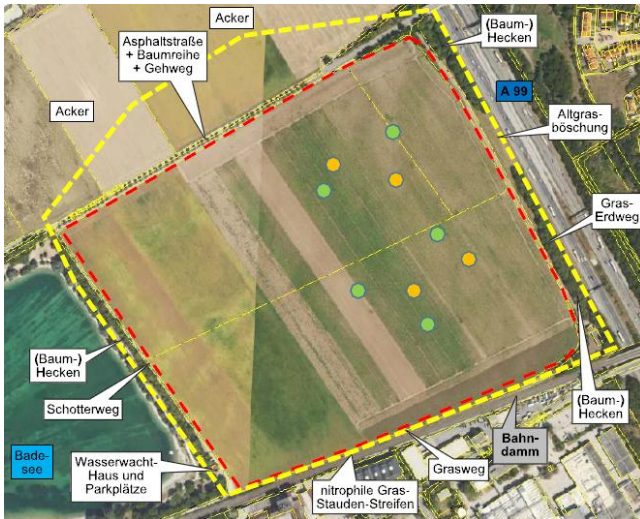 Acker
(Baum-)
Hecken
Asphaltstraße
+ Baumreihe
+ Gehweg
Acker
A 99
Altgras-
böschung
Gras-
Erdweg
(Baum-)
Hecken
Schotterweg
(Baum-)
Hecken
Bade-
see
Wasserwacht-
Haus und
Parkplätze
Bahn-
damm
Grasweg
nitrophile Gras-
Stauden-Streifen